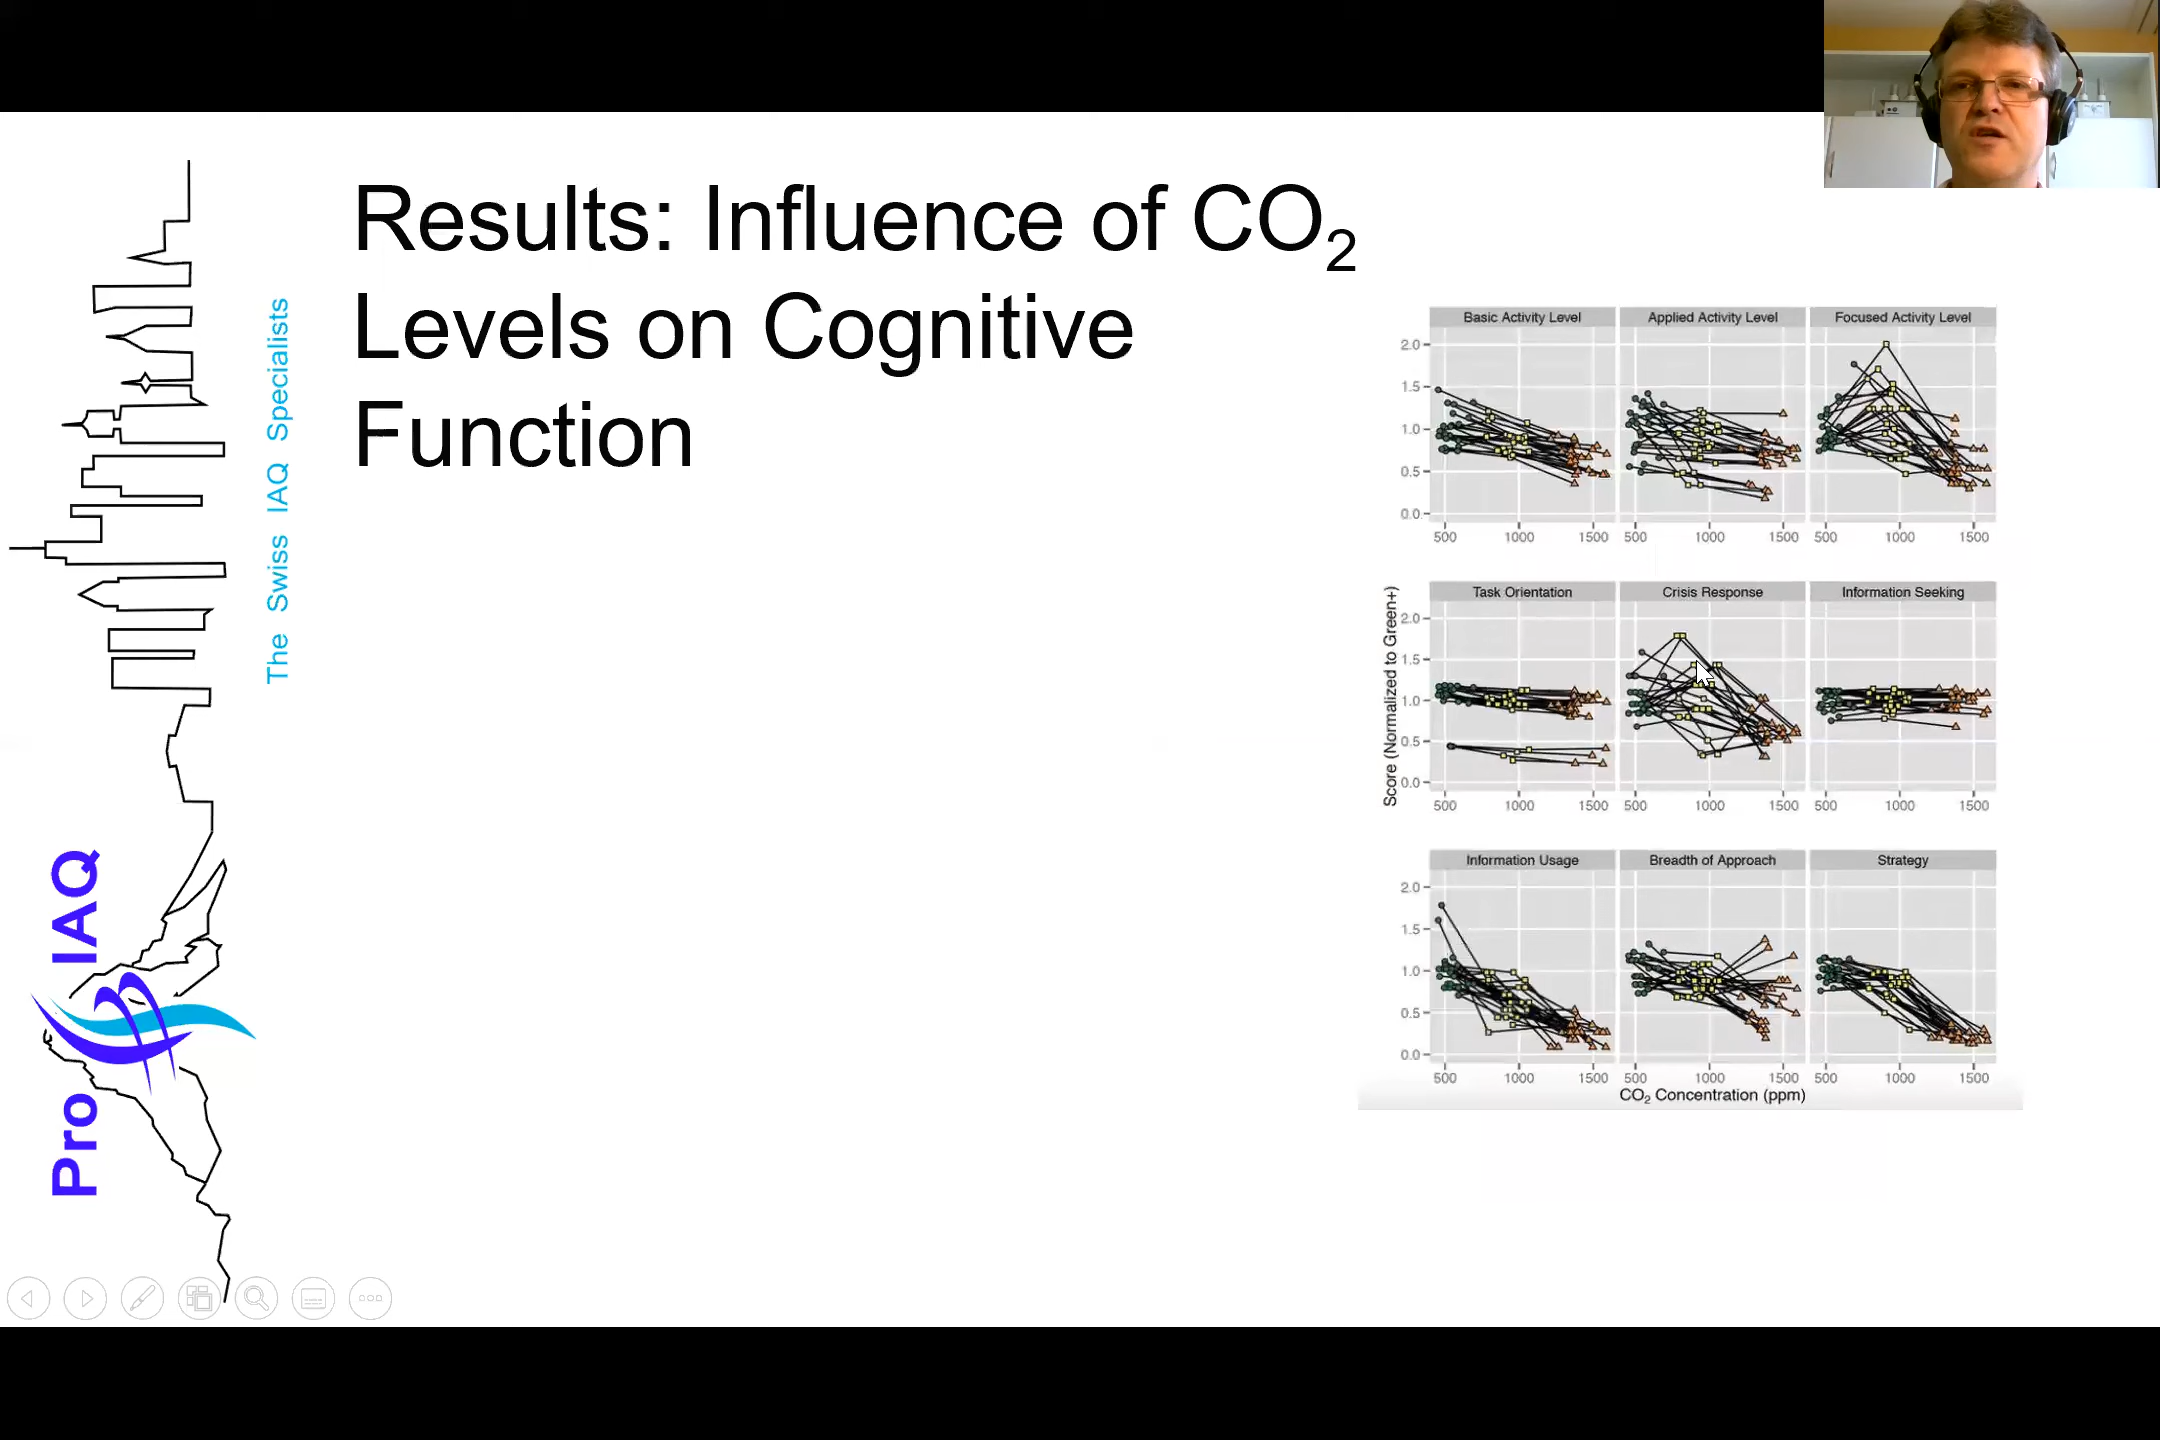 Results: Influence of CO₂
Levels on Cognitive
Function
The Swiss IAQ Specialists
Pro IAQ
Basic Activity Level
Applied Activity Level
Focused Activity Level
2.0
1.5
1.0
0.5
0.0
500 1000 1500 500 1000 1500 500 1000 1500
Task Orientation
Crisis Response
Information Seeking
Score (Normalized to Green+)
2.0
1.5
1.0
0.5
0.0
500 1000 1500 500 1000 1500 500 1000 1500
Information Usage
Breadth of Approach
Strategy
2.0
1.5
1.0
0.5
0.0
500 1000 1500 500 1000 1500 500 1000 1500
CO₂ Concentration (ppm)